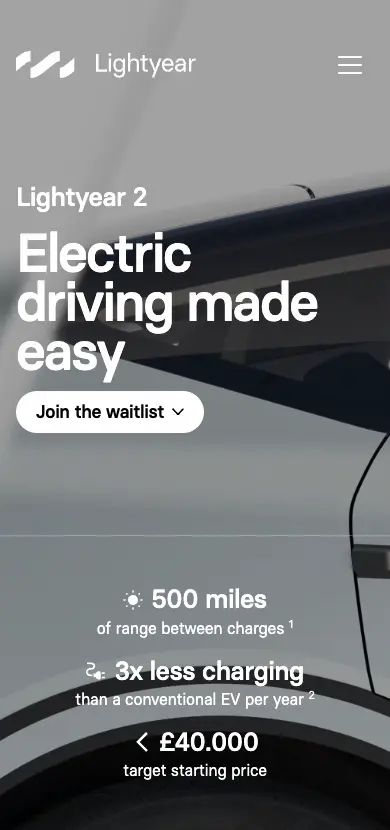 Lightyear
Lightyear 2
Electric
driving made
easy
Join the waitlist
500 miles
of range between charges ¹
3x less charging
than a conventional EV per year ²
< £40.000
target starting price